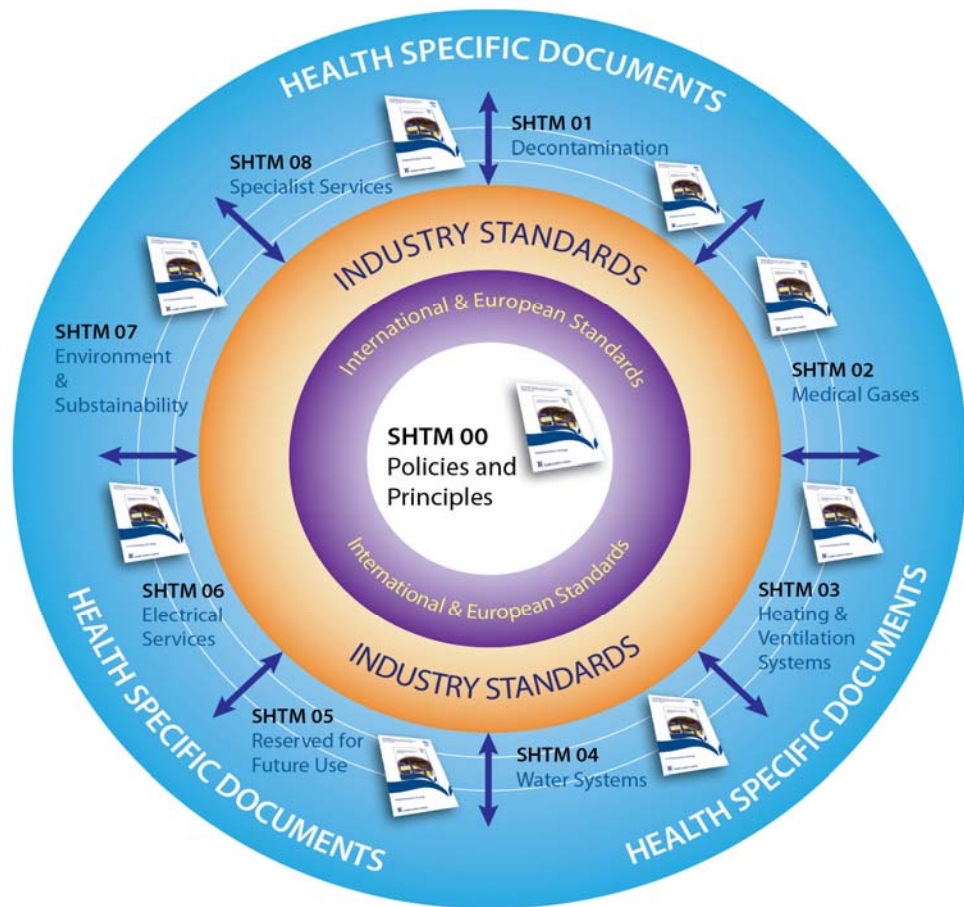 HEALTH SPECIFIC DOCUMENTS
SHTM 01
Decontamination
SHTM 08
Specialist Services
INDUSTRY STANDARDS
SHTM 07
Environment
&
Substainability
International & European Standards
SHTM 02
Medical Gases
SHTM 00
Policies and
Principles
International & European Standards
SHTM 06
Electrical
Services
SHTM 03
Heating &
Ventilation
Systems
INDUSTRY STANDARDS
SHTM 05
Reserved for
Future Use
SHTM 04
Water Systems
HEALTH SPECIFIC DOCUMENTS
HEALTH SPECIFIC DOCUMENTS